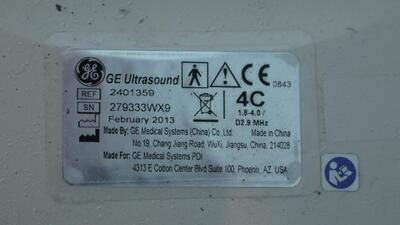 GE Ultrasound
CE 0843
REF 2401359
SN 279333WX9
4C
1.8-4.0 /
D2.9 MHz
February 2013
Made By: GE Medical Systems (China) Co., Ltd. Made in China
No.19, Chang Jiang Road, WuXi, Jiangsu, China, 214028
Made For: GE Medical Systems PDI
4313 E Cotton Center Blvd Suite 100, Phoenix, AZ. USA